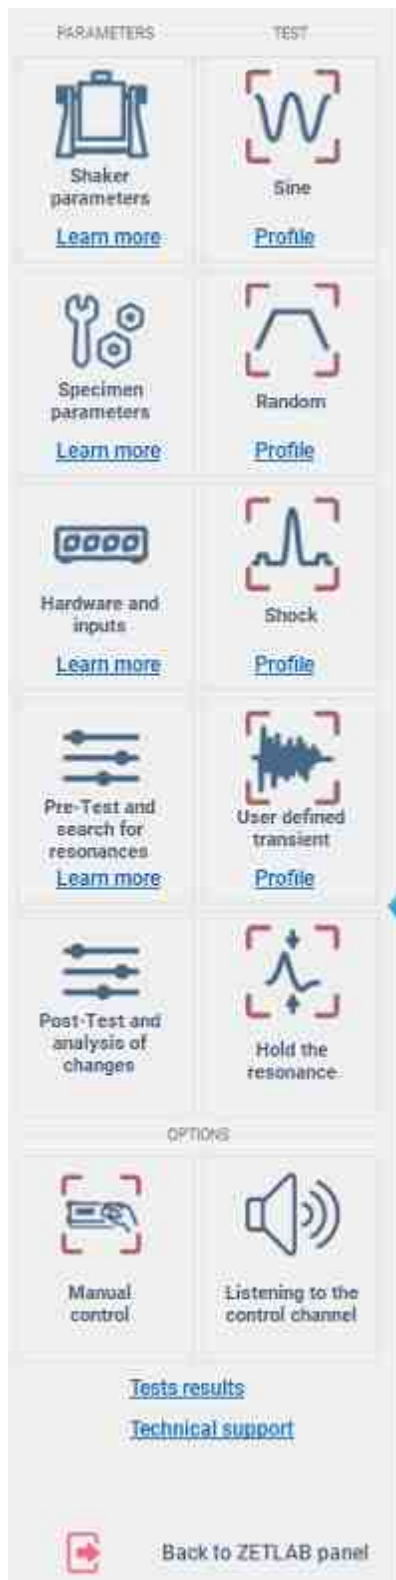 PARAMETERS
TEST
Shaker
parameters
Learn more
Sine
Profile
Specimen
parameters
Learn more
Random
Profile
Hardware and
inputs
Learn more
Shock
Profile
Pre-Test and
search for
resonances
Learn more
User defined
transient
Profile
Post-Test and
analysis of
changes
Hold the
resonance
OPTIONS
Manual
control
Listening to the
control channel
Tests results
Technical support
Back to ZETLAB panel